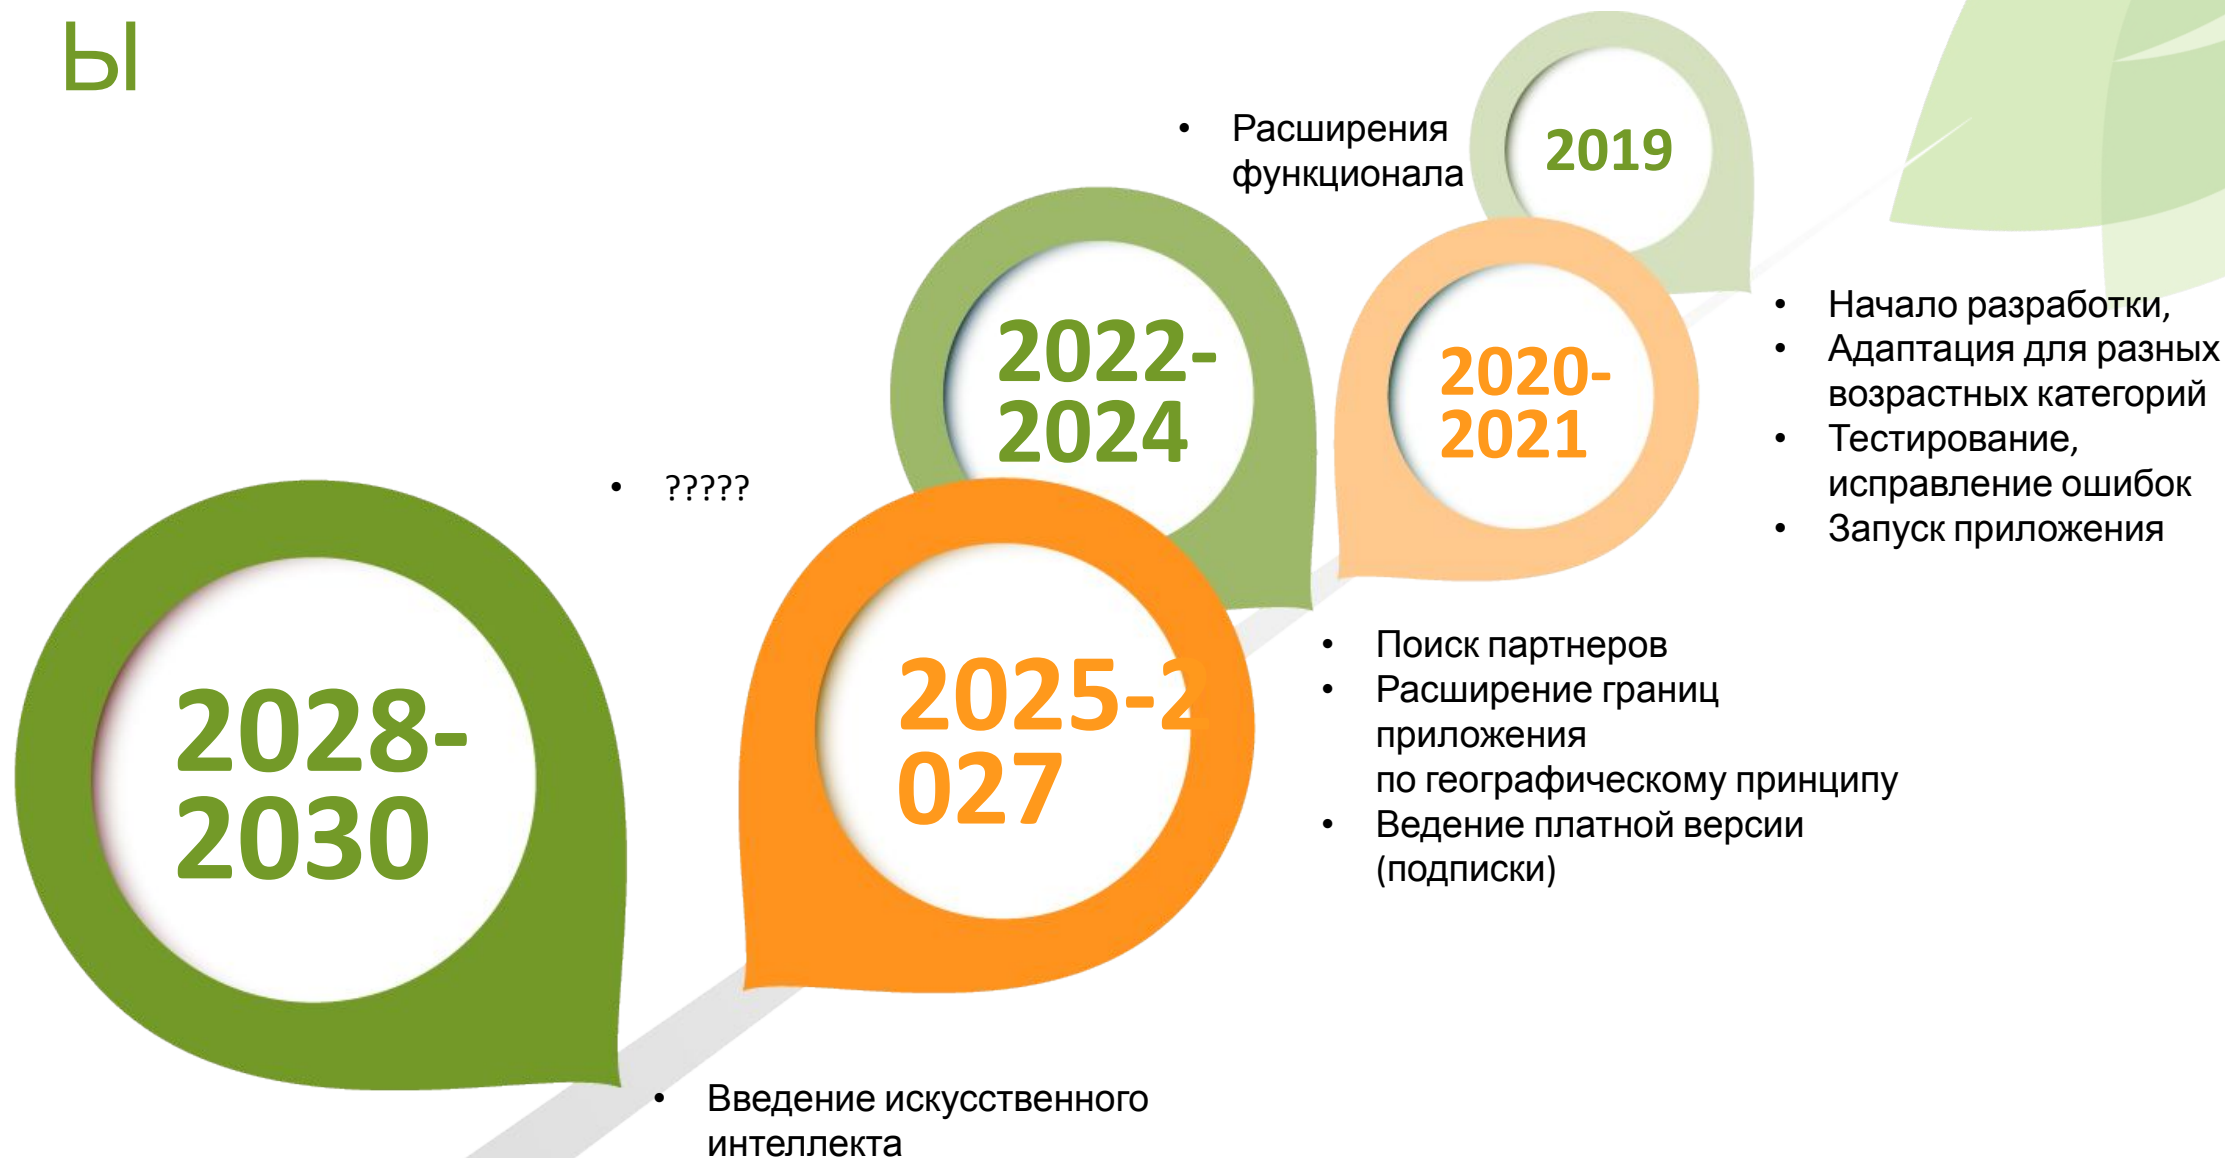 ы
• Расширения
функционала
2019
• Начало разработки,
• Адаптация для разных
возрастных категорий
• Тестирование,
исправление ошибок
• Запуск приложения
2022-
2024
2020-
2021
• ?????
• Поиск партнеров
• Расширение границ
приложения
по географическому принципу
• Ведение платной версии
(подписки)
2025-2
027
2028-
2030
• Введение искусственного
интеллекта